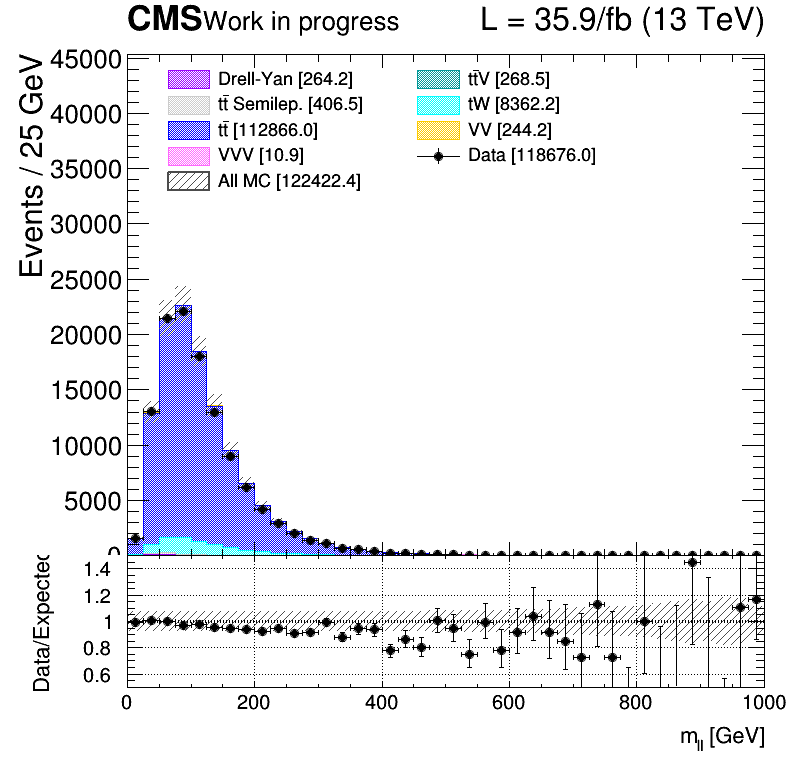 CMS Work in progress L = 35.9/fb (13 TeV)
Events / 25 GeV
45000
40000
35000
30000
25000
20000
15000
10000
5000
0
Drell-Yan [264.2]
tt̄ Semilep. [406.5]
tt̄ [112866.0]
VVV [10.9]
All MC [122422.4]
tt̄V [268.5]
tW [8362.2]
VV [244.2]
Data [118676.0]
Data/Expected
1.4
1.2
1
0.8
0.6
0 200 400 600 800 1000
m_ll [GeV]